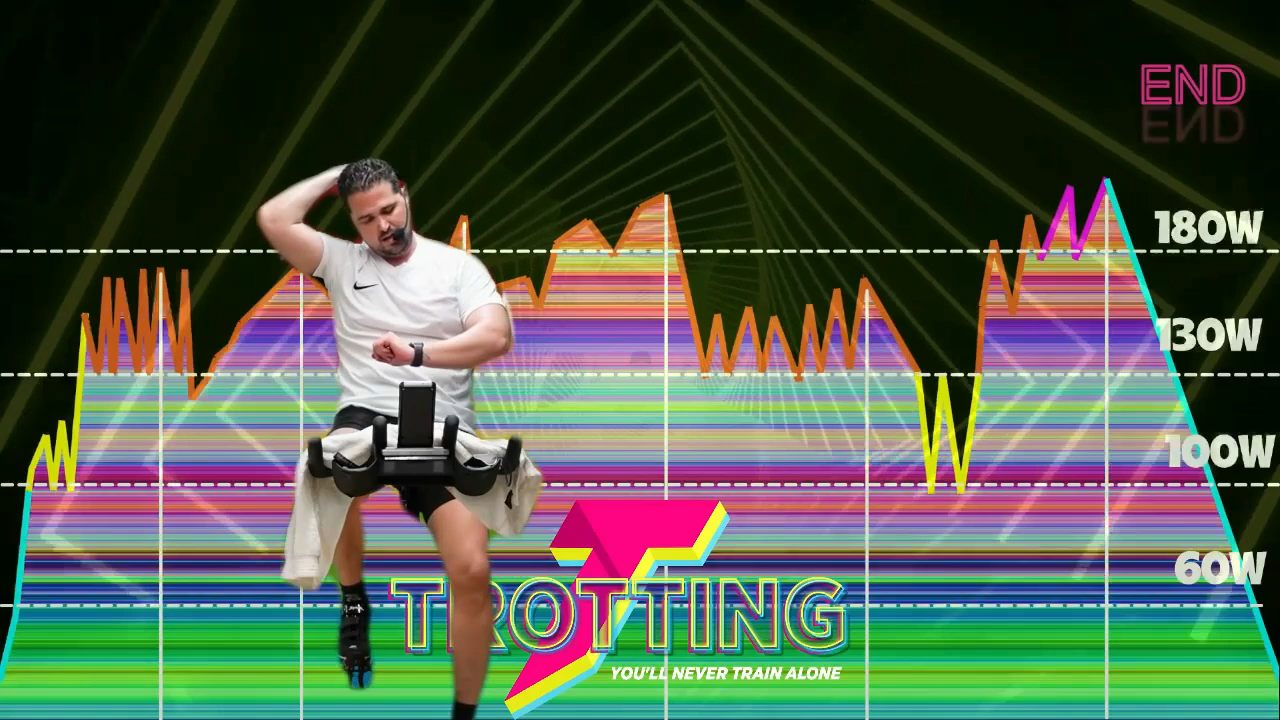 END
180W
130W
100W
60W
TROTTING
YOU'LL NEVER TRAIN ALONE